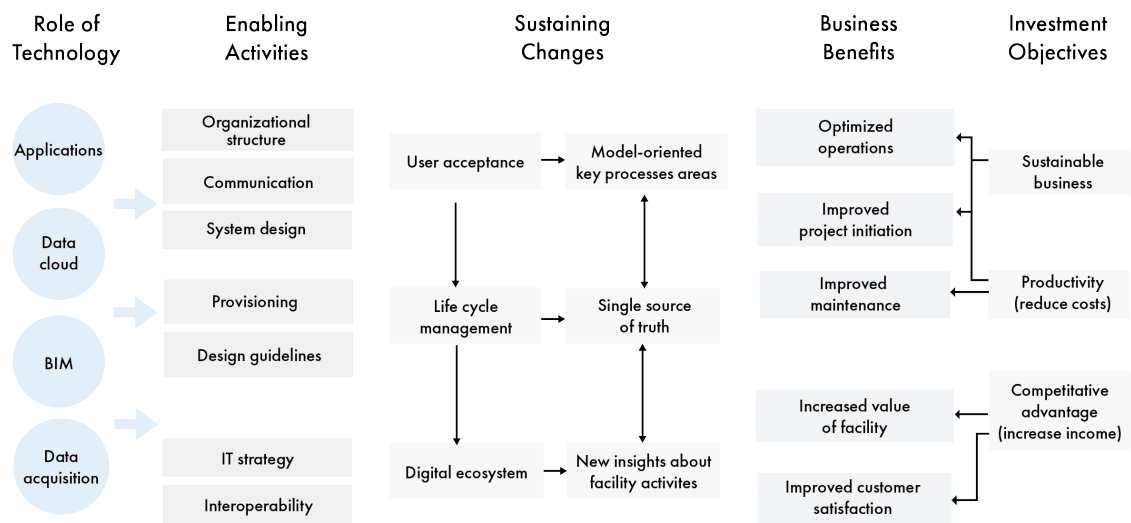 Role of
Technology
Enabling
Activities
Sustaining
Changes
Business
Benefits
Investment
Objectives
Applications
Data
cloud
BIM
Data
acquisition
Organizational
structure
Communication
System design
Provisioning
Design guidelines
IT strategy
Interoperability
User acceptance
Model-oriented
key processes areas
Life cycle
management
Single source
of truth
Digital ecosystem
New insights about
facility activites
Optimized
operations
Improved
project initiation
Improved
maintenance
Increased value
of facility
Improved customer
satisfaction
Sustainable
business
Productivity
(reduce costs)
Competitative
advantage
(increase income)